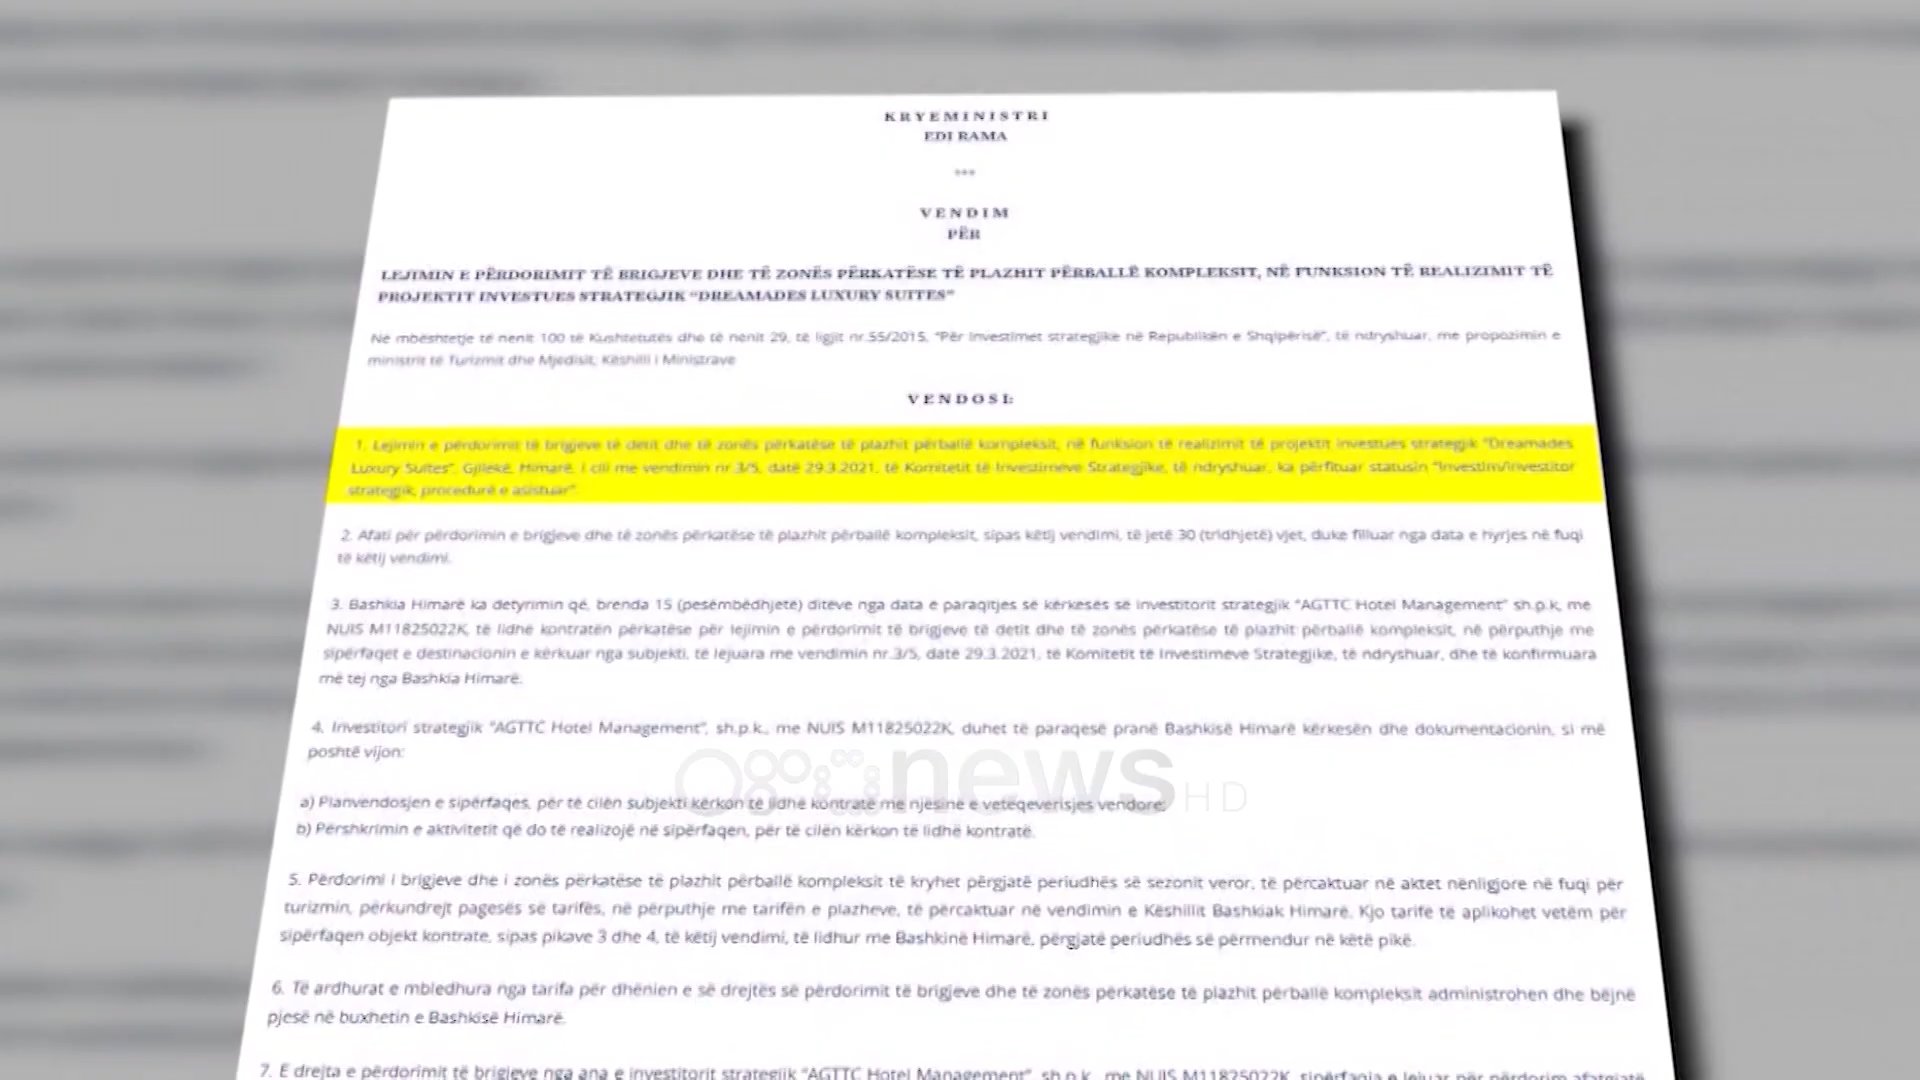 KRYEMINISTRI
EDI RAMA
***
VENDIM
PËR
LEJIMIN E PËRDORIMIT TË BRIGJEVE DHE TË ZONËS PËRKATËSE TË PLAZHIT PËRBALLË KOMPLEKSIT, NË FUNKSION TË REALIZIMIT TË
PROJEKTIT INVESTUES STRATEGJIK “DREAMADES LUXURY SUITES”
Në mbështetje të nenit 100 të Kushtetutës dhe të nenit 29, të ligjit nr.55/2015, “Për investimet strategjike në Republikën e Shqipërisë”, të ndryshuar, me propozimin e
ministrit të Turizmit dhe Mjedisit, Këshilli i Ministrave
VENDOSI:
1. Lejimin e përdorimit të brigjeve të detit dhe të zonës përkatëse të plazhit përballë kompleksit, në funksion të realizimit të projektit investues strategjik “Dreamades
Luxury Suites”, Gjilekë, Himarë, i cili me vendimin nr.3/5, datë 29.3.2021, të Komitetit të Investimeve Strategjike, të ndryshuar, ka përfituar statusin “Investim/investitor
strategjik, procedurë e asistuar”.
2. Afati për përdorimin e brigjeve dhe të zonës përkatëse të plazhit përballë kompleksit, sipas këtij vendimi, të jetë 30 (tridhjetë) vjet, duke filluar nga data e hyrjes në fuqi
të këtij vendimi.
3. Bashkia Himarë ka detyrimin që, brenda 15 (pesëmbëdhjetë) ditëve nga data e paraqitjes së kërkesës së investitorit strategjik “AGTTC Hotel Management” sh.p.k, me
NUIS M11825022K, të lidhë kontratën përkatëse për lejimin e përdorimit të brigjeve të detit dhe të zonës përkatëse të plazhit përballë kompleksit, në përputhje me
sipërfaqet e destinacionin e kërkuar nga subjekti, të lejuara me vendimin nr.3/5, datë 29.3.2021, të Komitetit të Investimeve Strategjike, të ndryshuar, dhe të konfirmuara
më tej nga Bashkia Himarë.
4. Investitori strategjik “AGTTC Hotel Management”, sh.p.k., me NUIS M11825022K, duhet të paraqesë pranë Bashkisë Himarë kërkesën dhe dokumentacionin, si më
poshtë vijon:
news HD
a) Planvendosjen e sipërfaqes, për të cilën subjekti kërkon të lidhë kontratë me njësinë e vetëqeverisjes vendore;
b) Përshkrimin e aktivitetit që do të realizojë në sipërfaqen, për të cilën kërkon të lidhë kontratë.
5. Përdorimi i brigjeve dhe i zonës përkatëse të plazhit përballë kompleksit të kryhet përgjatë periudhës së sezonit veror, të përcaktuar në aktet nënligjore në fuqi për
turizmin, përkundrejt pagesës së tarifës, në përputhje me tarifën e plazheve, të përcaktuar në vendimin e Këshillit Bashkiak Himarë. Kjo tarifë të aplikohet vetëm për
sipërfaqen objekt kontrate, sipas pikave 3 dhe 4, të këtij vendimi, të lidhur me Bashkinë Himarë, përgjatë periudhës së përmendur në këtë pikë.
6. Të ardhurat e mbledhura nga tarifa për dhënien e së drejtës së përdorimit të brigjeve dhe të zonës përkatëse të plazhit përballë kompleksit administrohen dhe bëjnë
pjesë në buxhetin e Bashkisë Himarë.
7. E drejta e përdorimit të brigjeve nga ana e investitorit strategjik “AGTTC Hotel Management”, sh.p.k., me NUIS M11825022K, sipërfaqja e lejuar për përdorim afatgjatë